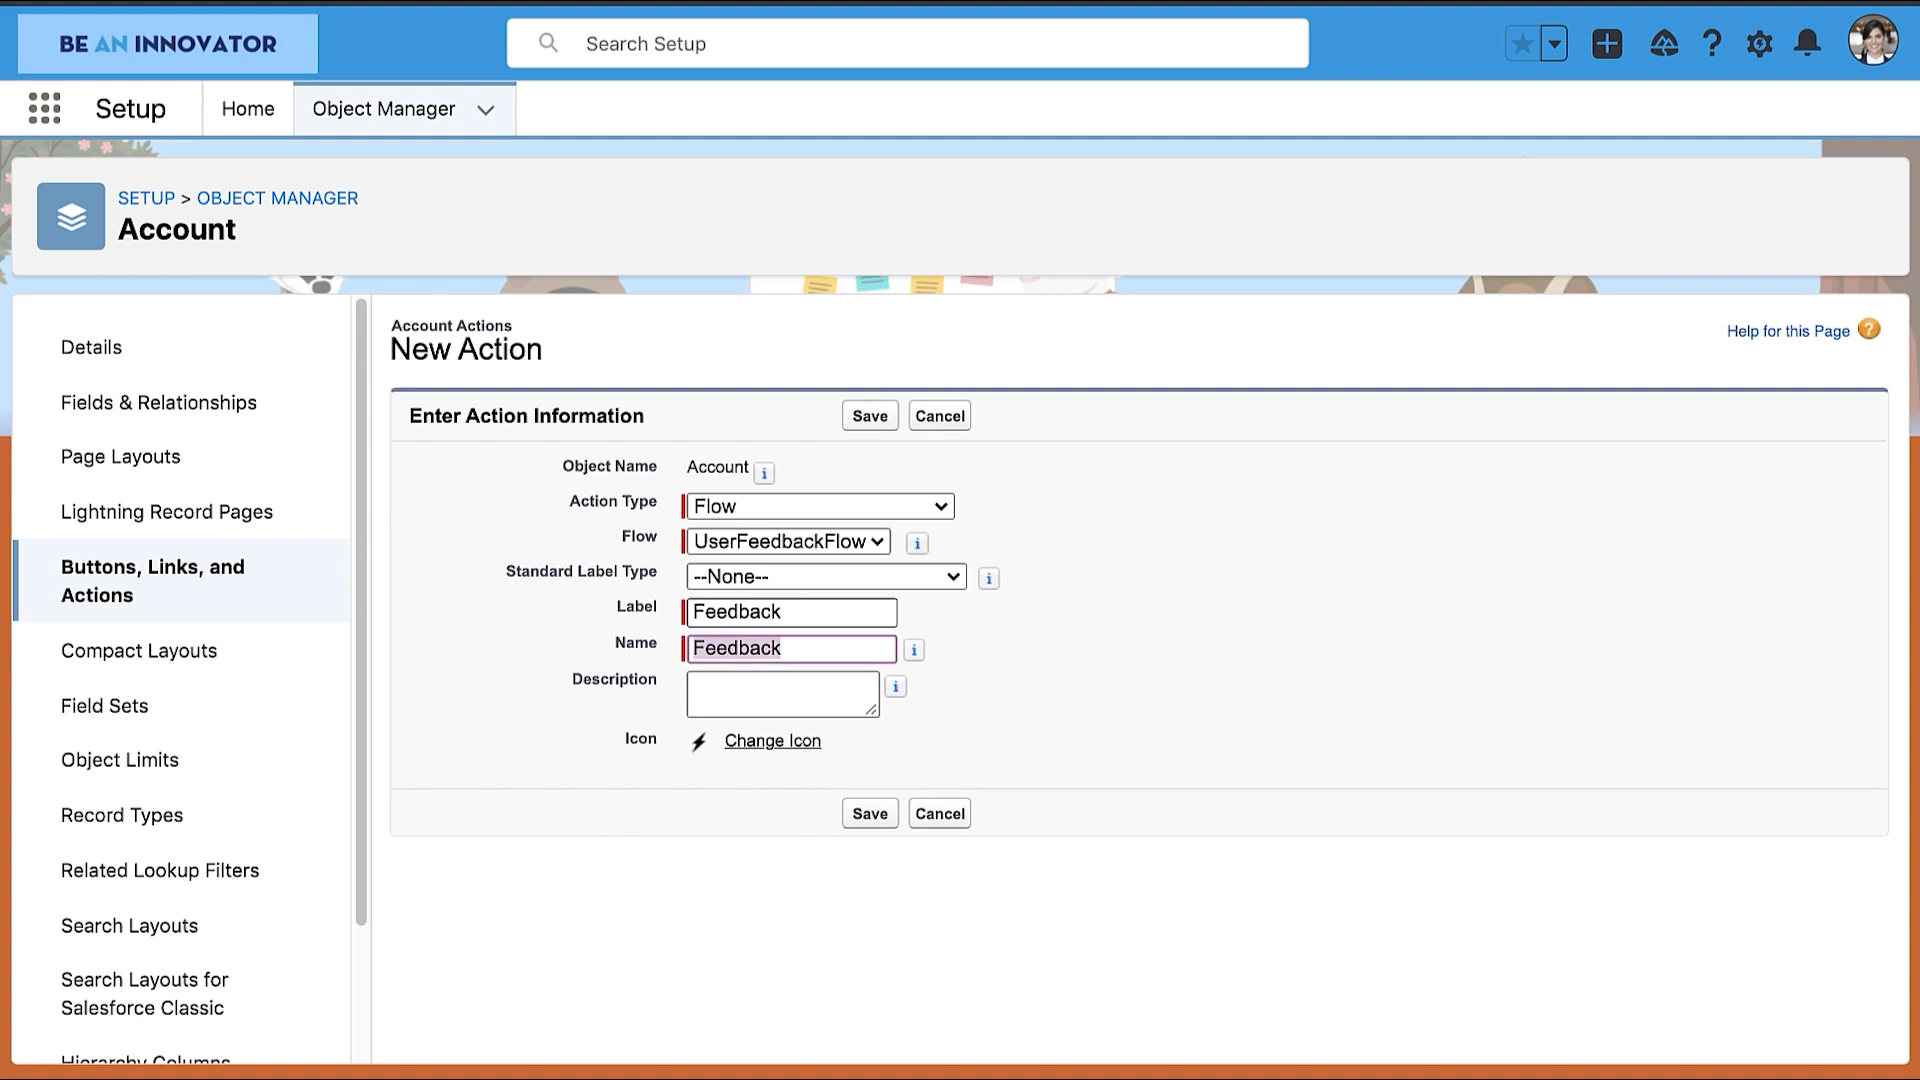 BE AN INNOVATOR
Search Setup
Setup
Home
Object Manager
SETUP > OBJECT MANAGER
Account
Details
Fields & Relationships
Page Layouts
Lightning Record Pages
Buttons, Links, and
Actions
Compact Layouts
Field Sets
Object Limits
Record Types
Related Lookup Filters
Search Layouts
Search Layouts for
Salesforce Classic
Hierarchy Columns
Account Actions
New Action
Help for this Page
Enter Action Information
Save
Cancel
Object Name
Account
Action Type
Flow
Flow
UserFeedbackFlow
Standard Label Type
--None--
Label
Feedback
Name
Feedback
Description
Icon
Change Icon
Save
Cancel